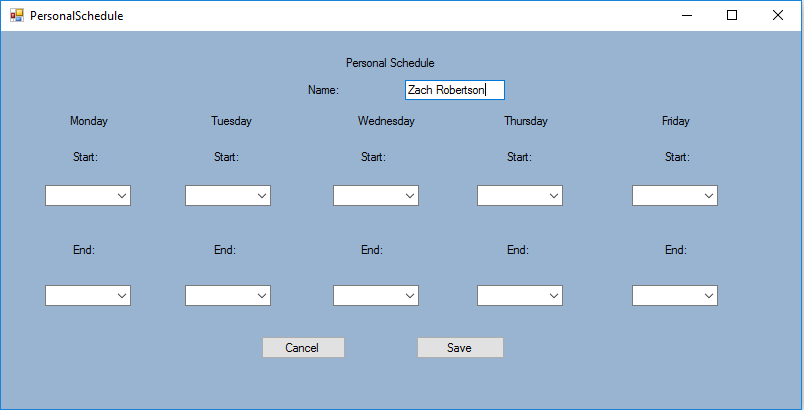 PersonalSchedule
Personal Schedule
Name: Zach Robertson
Monday Tuesday Wednesday Thursday Friday
Start: Start: Start: Start: Start:
End: End: End: End: End:
Cancel Save